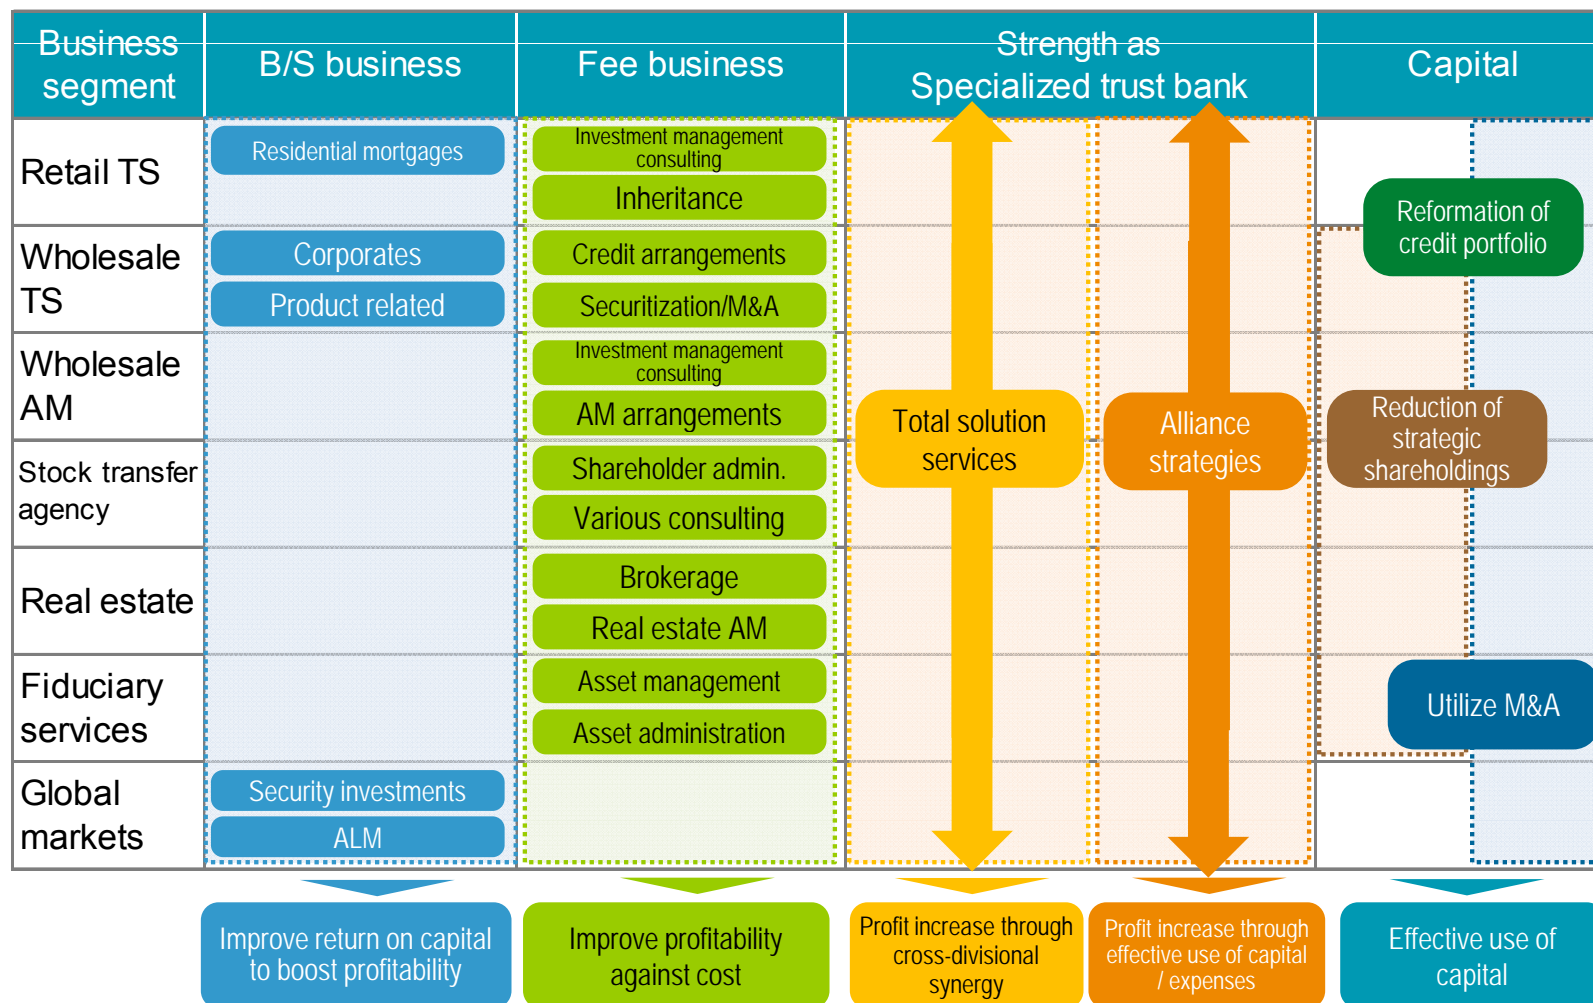 Business
segment
B/S business
Fee business
Strength as
Specialized trust bank
Capital
Retail TS
Residential mortgages
Investment management
consulting
Inheritance
Reformation of
credit portfolio
Wholesale
TS
Corporates
Product related
Credit arrangements
Securitization/M&A
Wholesale
AM
Investment management
consulting
AM arrangements
Total solution
services
Alliance
strategies
Reduction of
strategic
shareholdings
Stock transfer
agency
Shareholder admin.
Various consulting
Real estate
Brokerage
Real estate AM
Fiduciary
services
Asset management
Asset administration
Utilize M&A
Global
markets
Security investments
ALM
Improve return on capital
to boost profitability
Improve profitability
against cost
Profit increase through
cross-divisional
synergy
Profit increase through
effective use of capital
/ expenses
Effective use of
capital